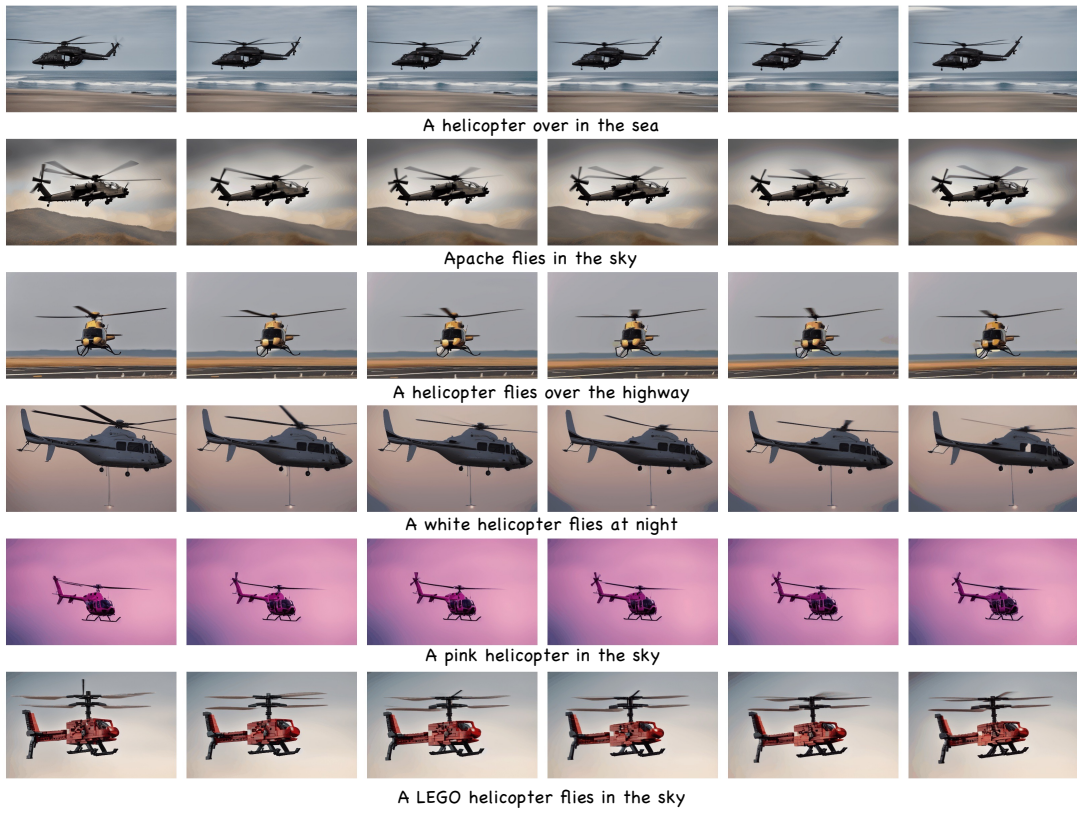 A helicopter over in the sea
Apache flies in the sky
A helicopter flies over the highway
A white helicopter flies at night
A pink helicopter in the sky
A LEGO helicopter flies in the sky